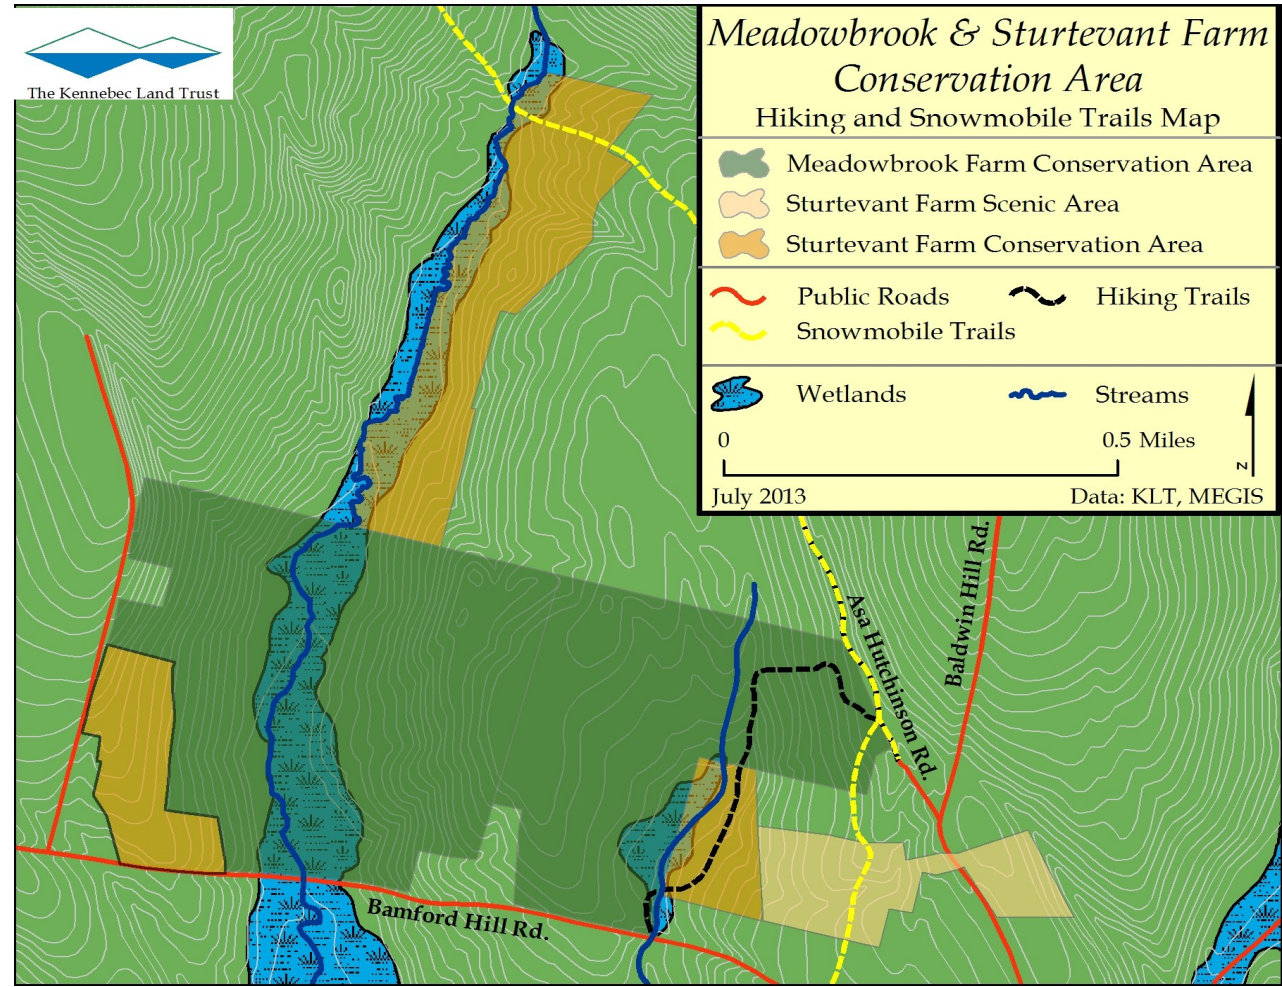 The Kennebec Land Trust
Meadowbrook & Sturtevant Farm
Conservation Area
Hiking and Snowmobile Trails Map
Meadowbrook Farm Conservation Area
Sturtevant Farm Scenic Area
Sturtevant Farm Conservation Area
Public Roads
Hiking Trails
Snowmobile Trails
Wetlands
Streams
0
0.5 Miles
N
July 2013
Data: KLT, MEGIS
Baldwin Hill Rd.
Asa Hutchinson Rd.
Bamford Hill Rd.